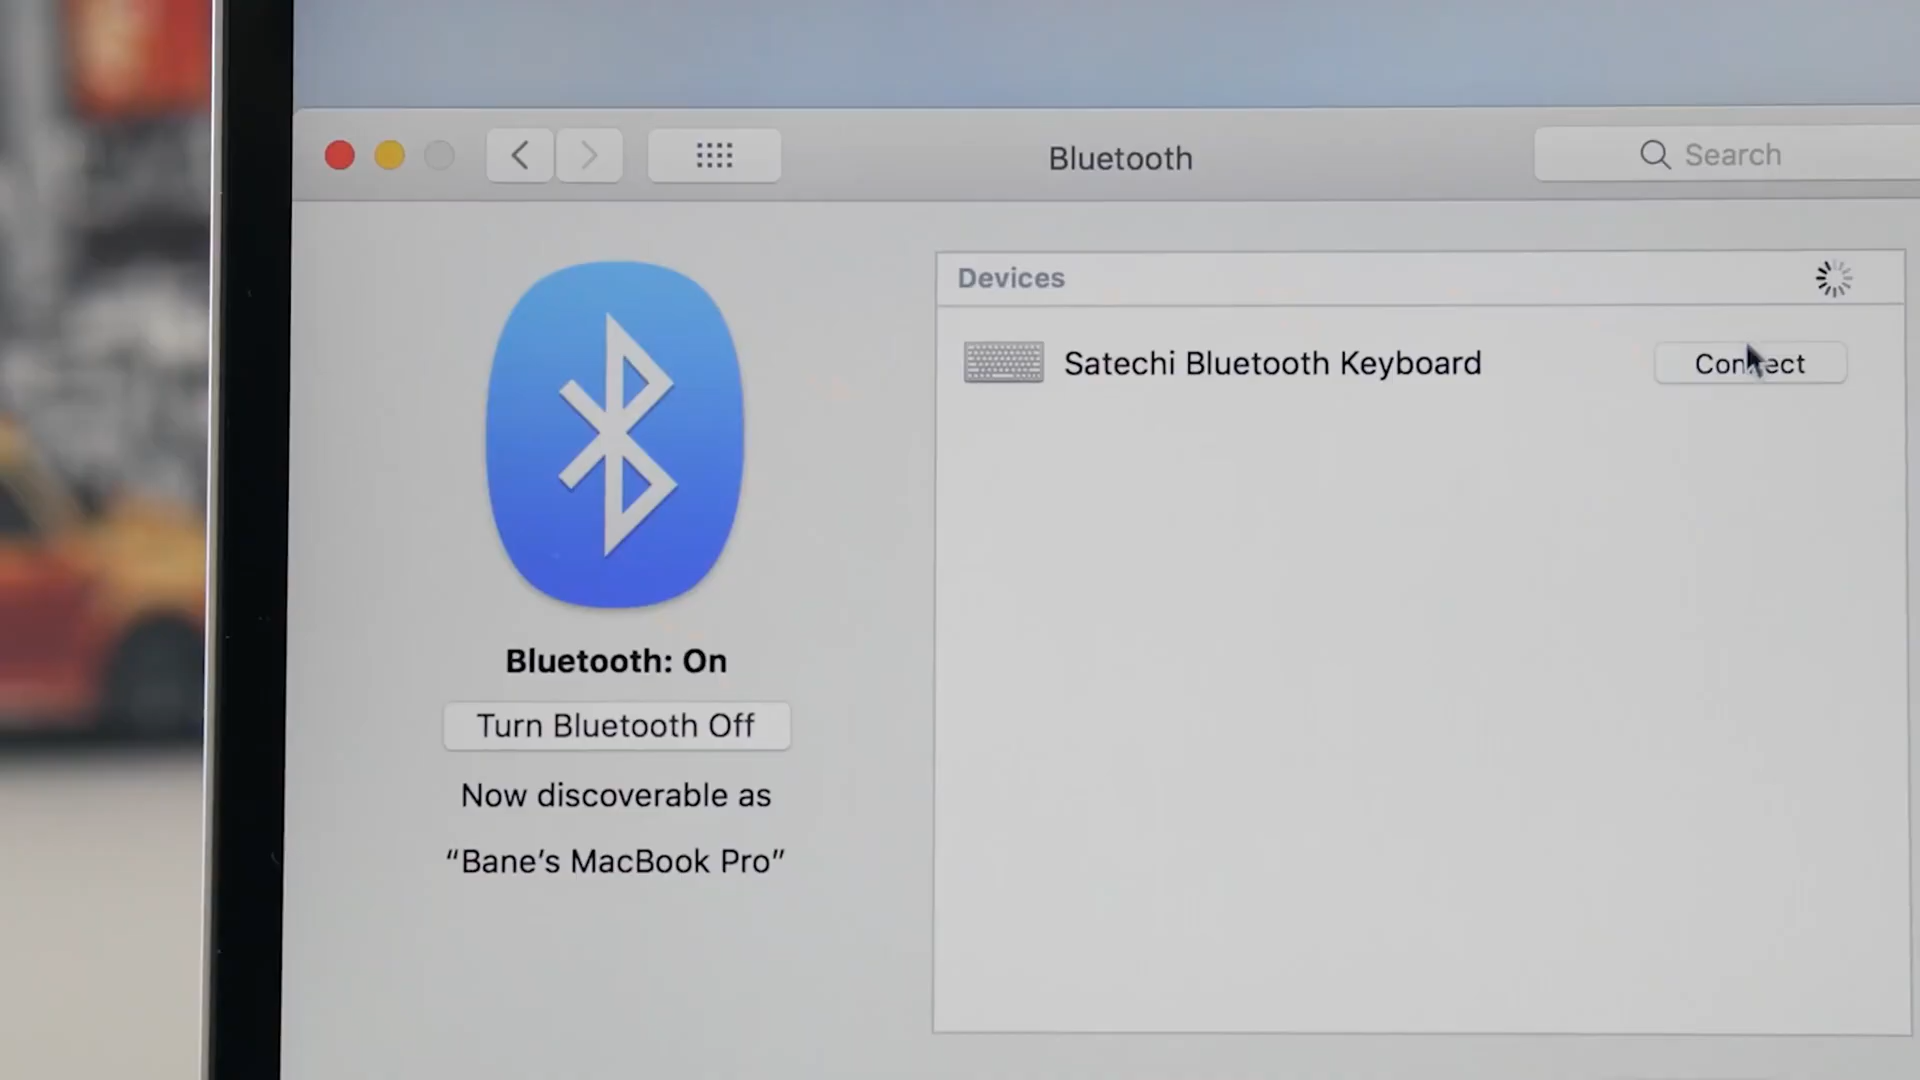 Bluetooth
Search
Devices
Satechi Bluetooth Keyboard
Connect
Bluetooth: On
Turn Bluetooth Off
Now discoverable as
“Bane’s MacBook Pro”